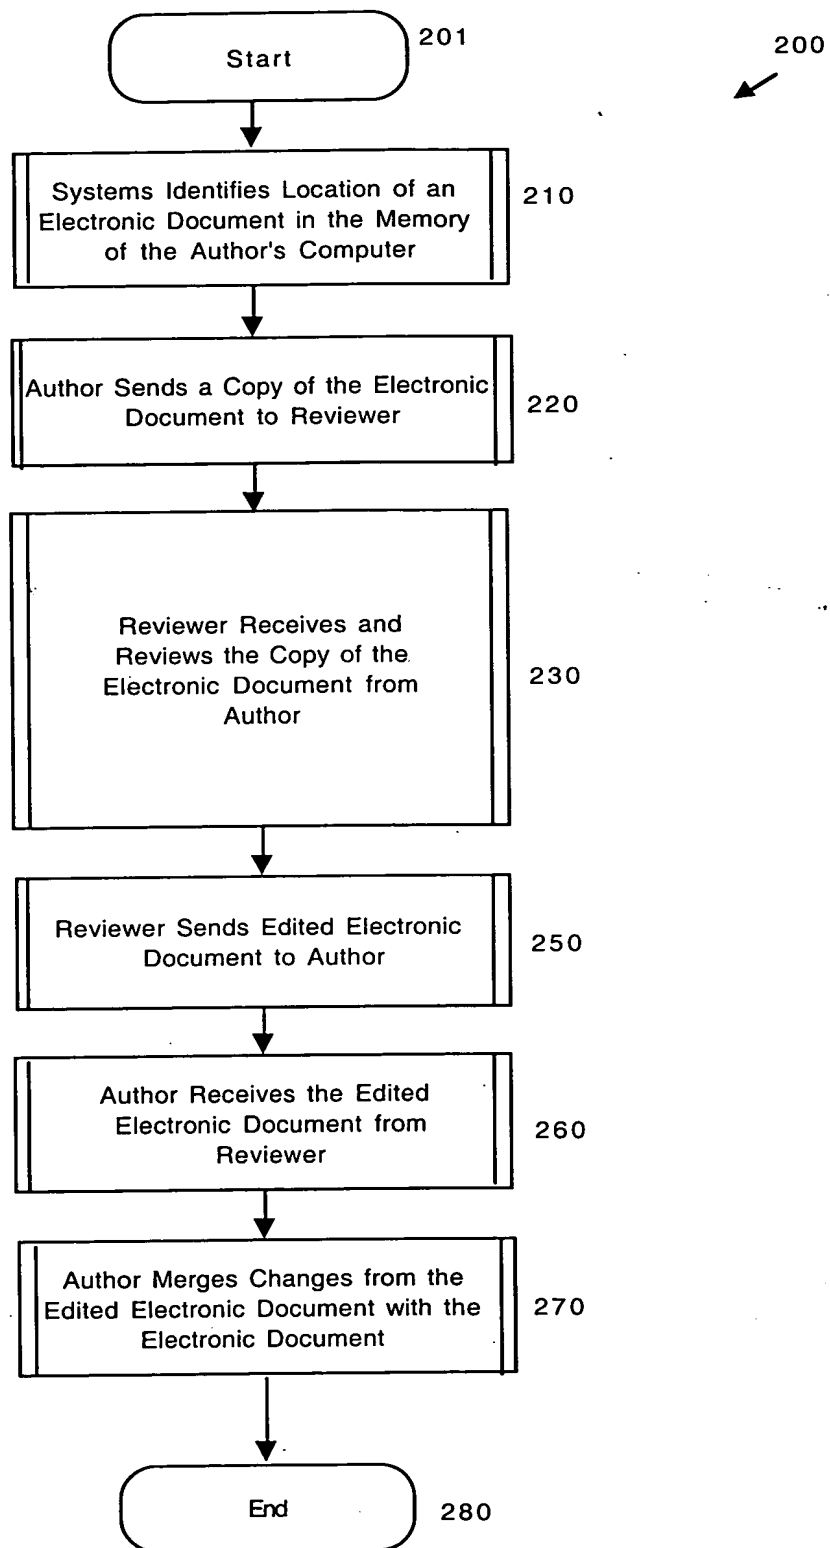 201
200
Start
Systems Identifies Location of an
Electronic Document in the Memory
of the Author's Computer
210
Author Sends a Copy of the Electronic
Document to Reviewer
220
Reviewer Receives and
Reviews the Copy of the
Electronic Document from
Author
230
Reviewer Sends Edited Electronic
Document to Author
250
Author Receives the Edited
Electronic Document from
Reviewer
260
Author Merges Changes from the
Edited Electronic Document with the
Electronic Document
270
End
280